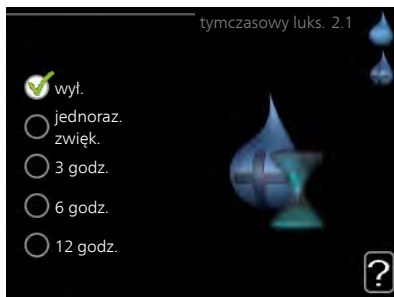 tymczasowy luks. 2.1
wył.
jednoraz.
zwięk.
3 godz.
6 godz.
12 godz.
?